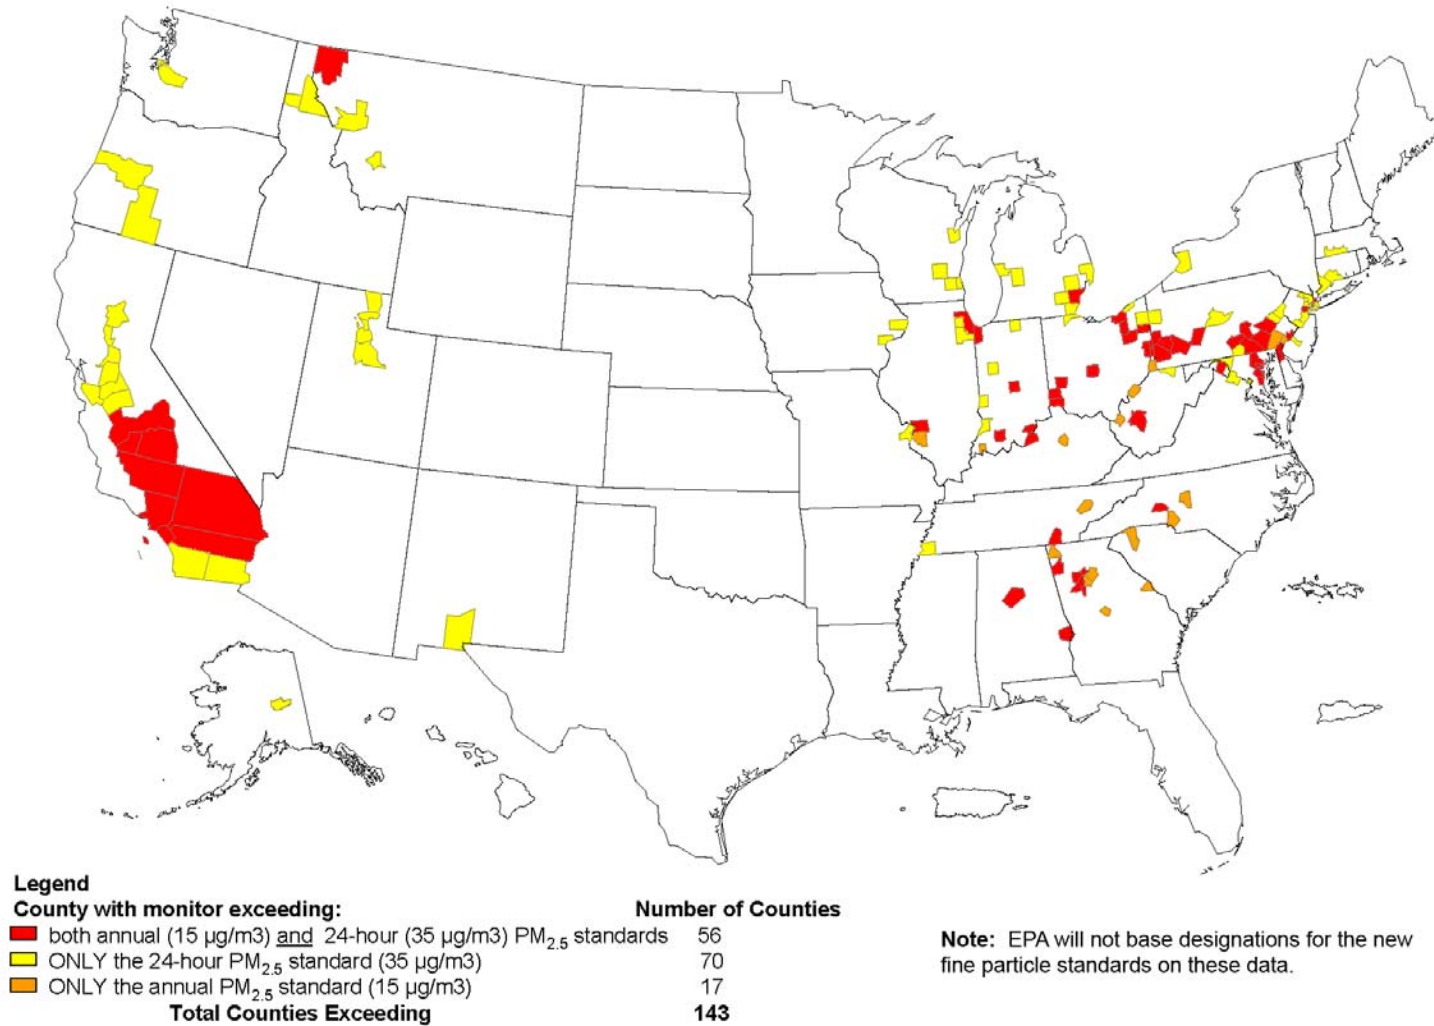 Legend
County with monitor exceeding: Number of Counties
both annual (15 µg/m3) and 24-hour (35 µg/m3) PM2.5 standards 56
ONLY the 24-hour PM2.5 standard (35 µg/m3) 70
ONLY the annual PM2.5 standard (15 µg/m3) 17
Total Counties Exceeding 143
Note: EPA will not base designations for the new
fine particle standards on these data.